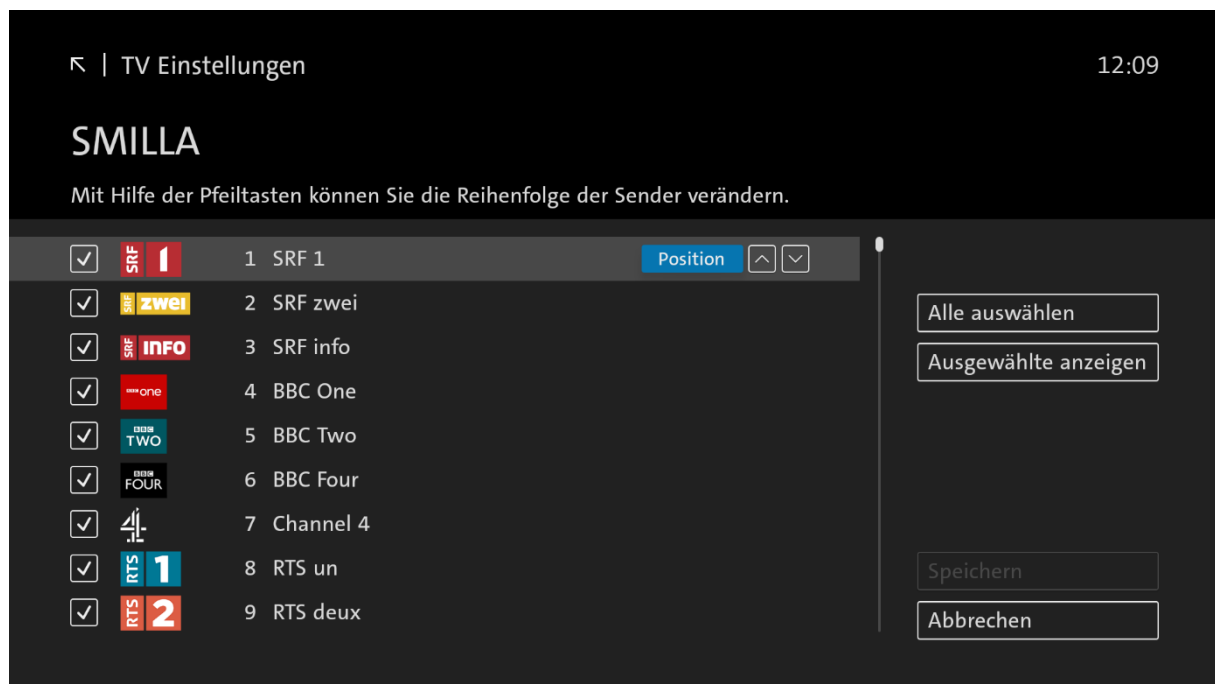 TV Einstellungen 12:09
SMILLA
Mit Hilfe der Pfeiltasten können Sie die Reihenfolge der Sender verändern.
SRF 1 1 SRF 1 Position
SRF zwei 2 SRF zwei
Alle auswählen
SRF INFO 3 SRF info
Ausgewählte anzeigen
BBC one 4 BBC One
BBC TWO 5 BBC Two
BBC FOUR 6 BBC Four
4 7 Channel 4
RTS 1 8 RTS un
Speichern
RTS 2 9 RTS deux
Abbrechen